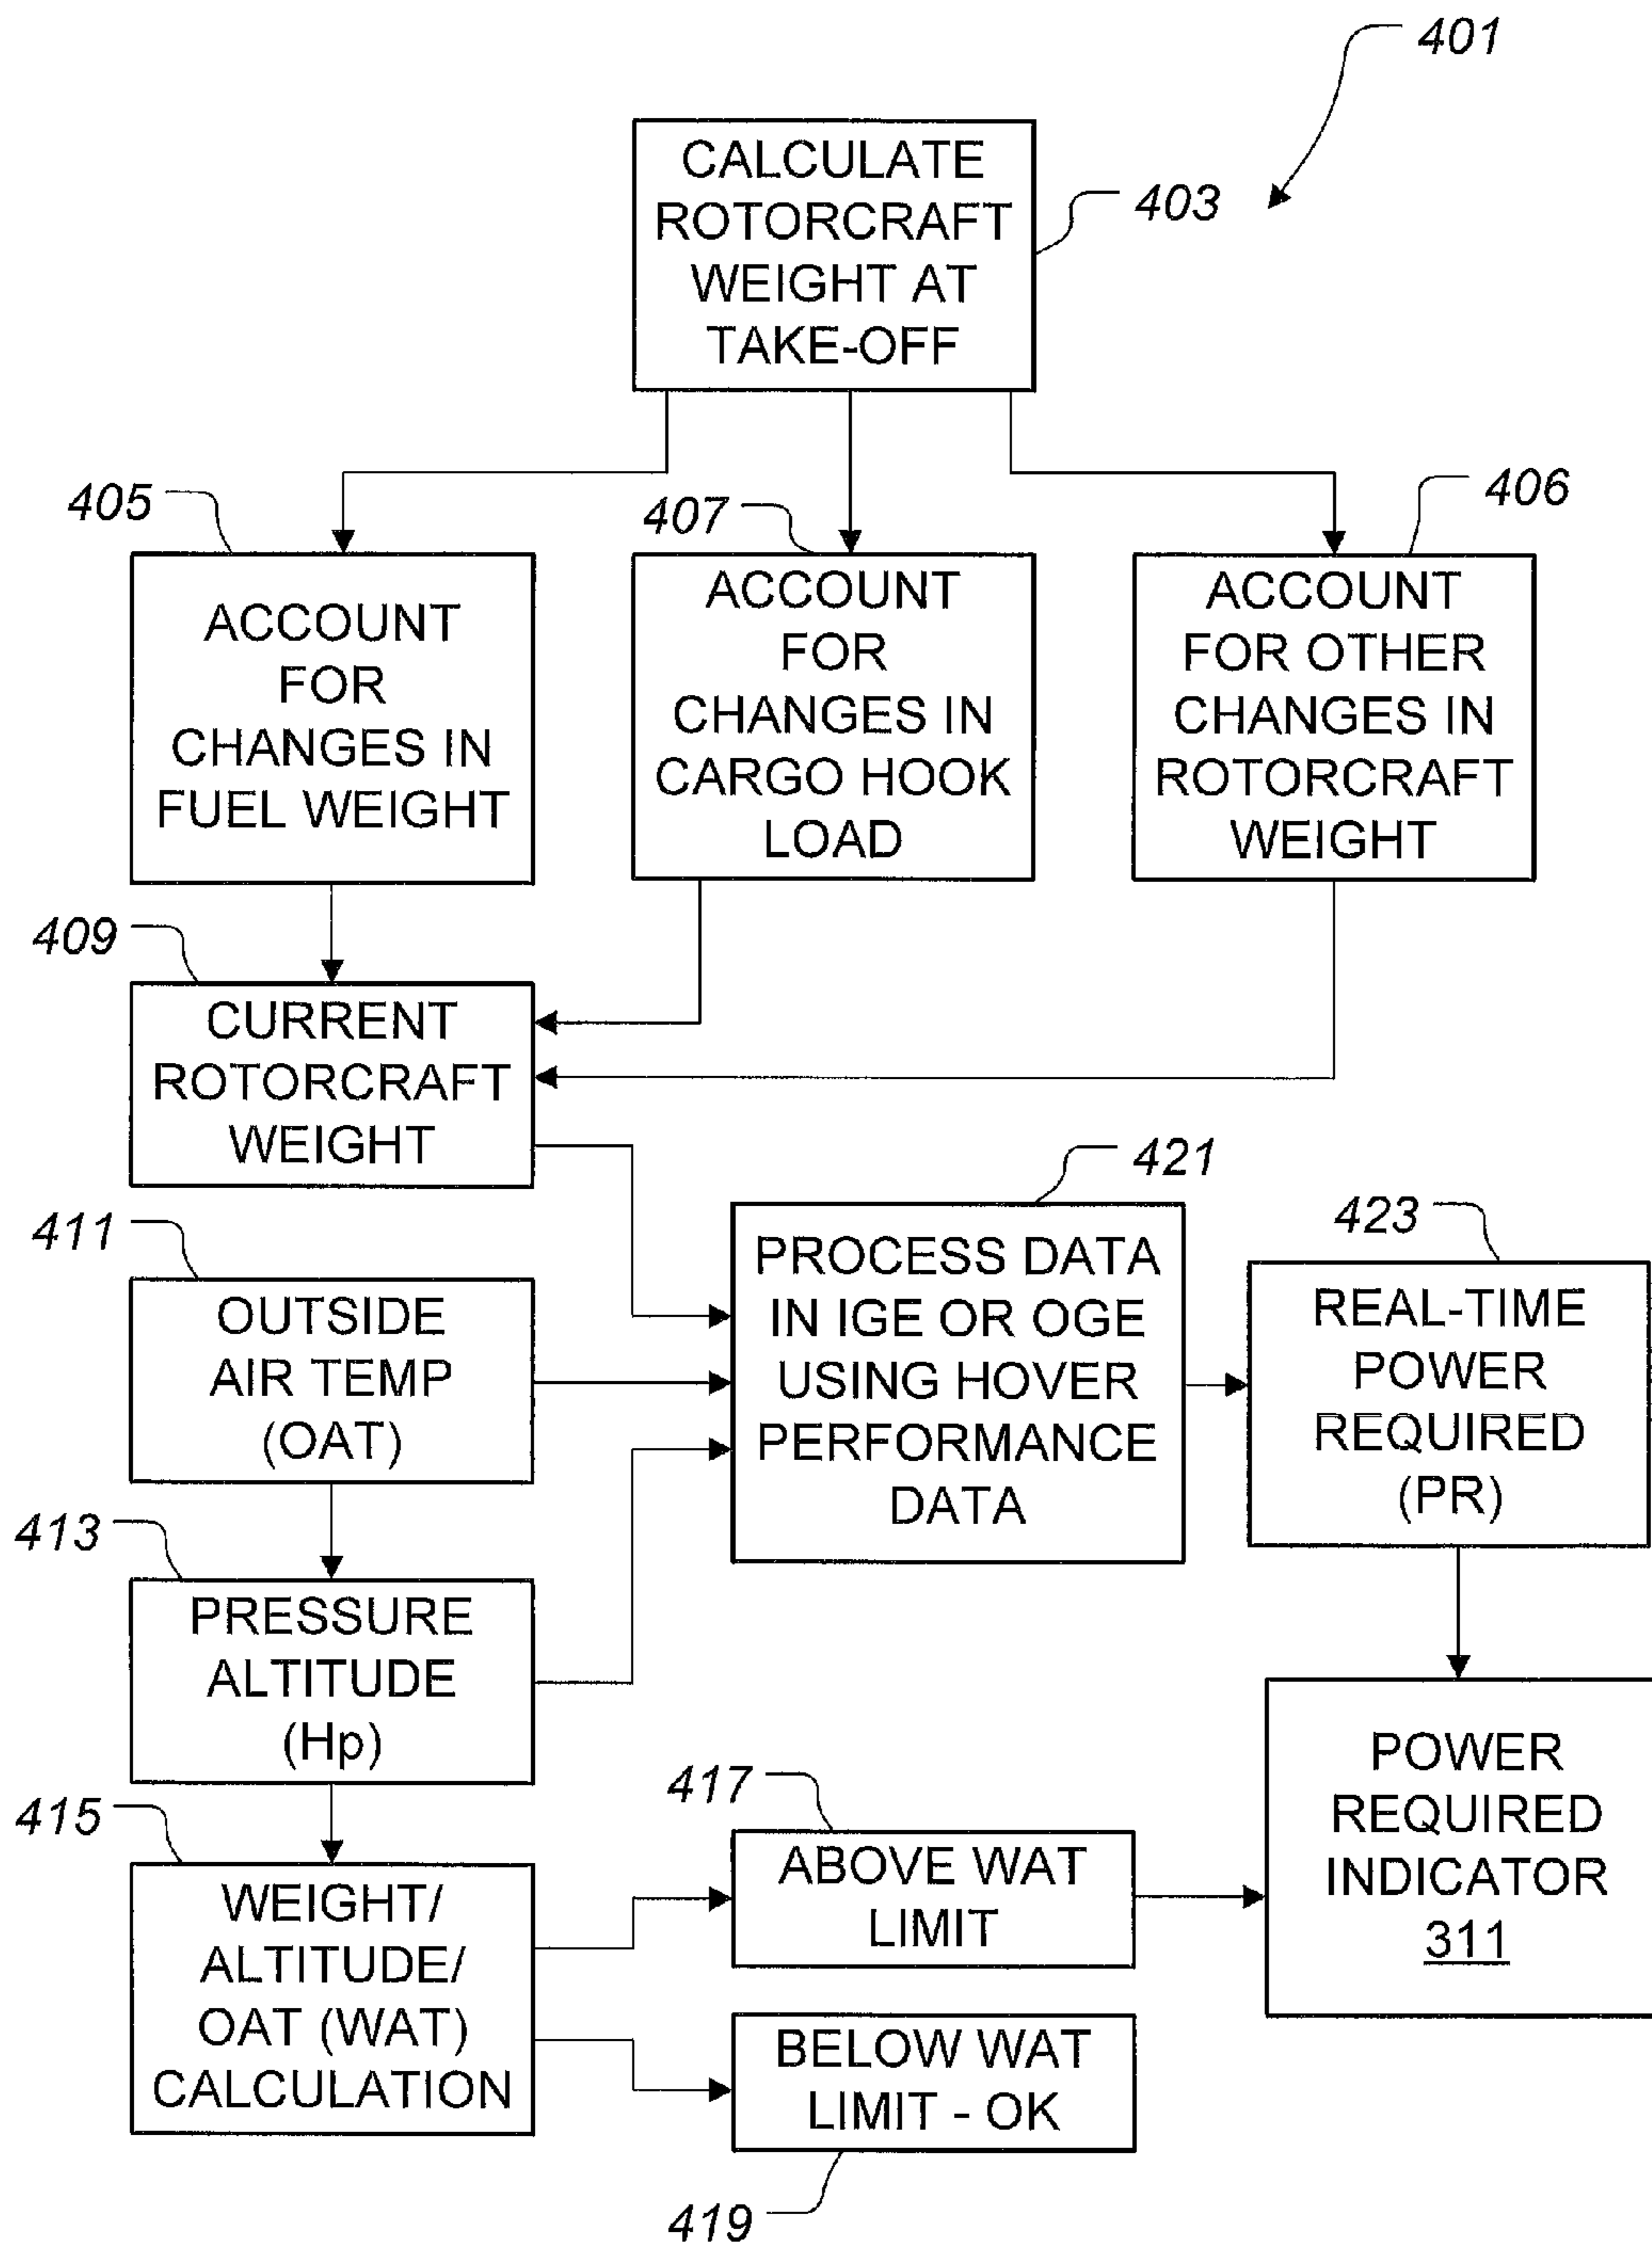 401
CALCULATE
ROTORCRAFT
WEIGHT AT
TAKE-OFF
403
405
ACCOUNT
FOR
CHANGES IN
FUEL WEIGHT
407
ACCOUNT
FOR
CHANGES IN
CARGO HOOK
LOAD
406
ACCOUNT
FOR OTHER
CHANGES IN
ROTORCRAFT
WEIGHT
409
CURRENT
ROTORCRAFT
WEIGHT
411
OUTSIDE
AIR TEMP
(OAT)
421
PROCESS DATA
IN IGE OR OGE
USING HOVER
PERFORMANCE
DATA
423
REAL-TIME
POWER
REQUIRED
(PR)
413
PRESSURE
ALTITUDE
(Hp)
415
WEIGHT/
ALTITUDE/
OAT (WAT)
CALCULATION
417
ABOVE WAT
LIMIT
POWER
REQUIRED
INDICATOR
311
BELOW WAT
LIMIT - OK
419